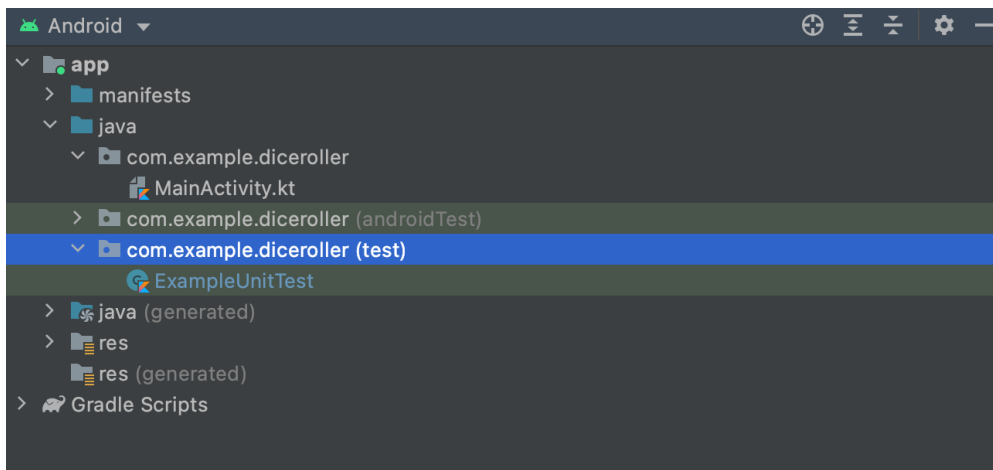 Android
app
manifests
java
com.example.diceroller
MainActivity.kt
com.example.diceroller (androidTest)
com.example.diceroller (test)
ExampleUnitTest
java (generated)
res
res (generated)
Gradle Scripts